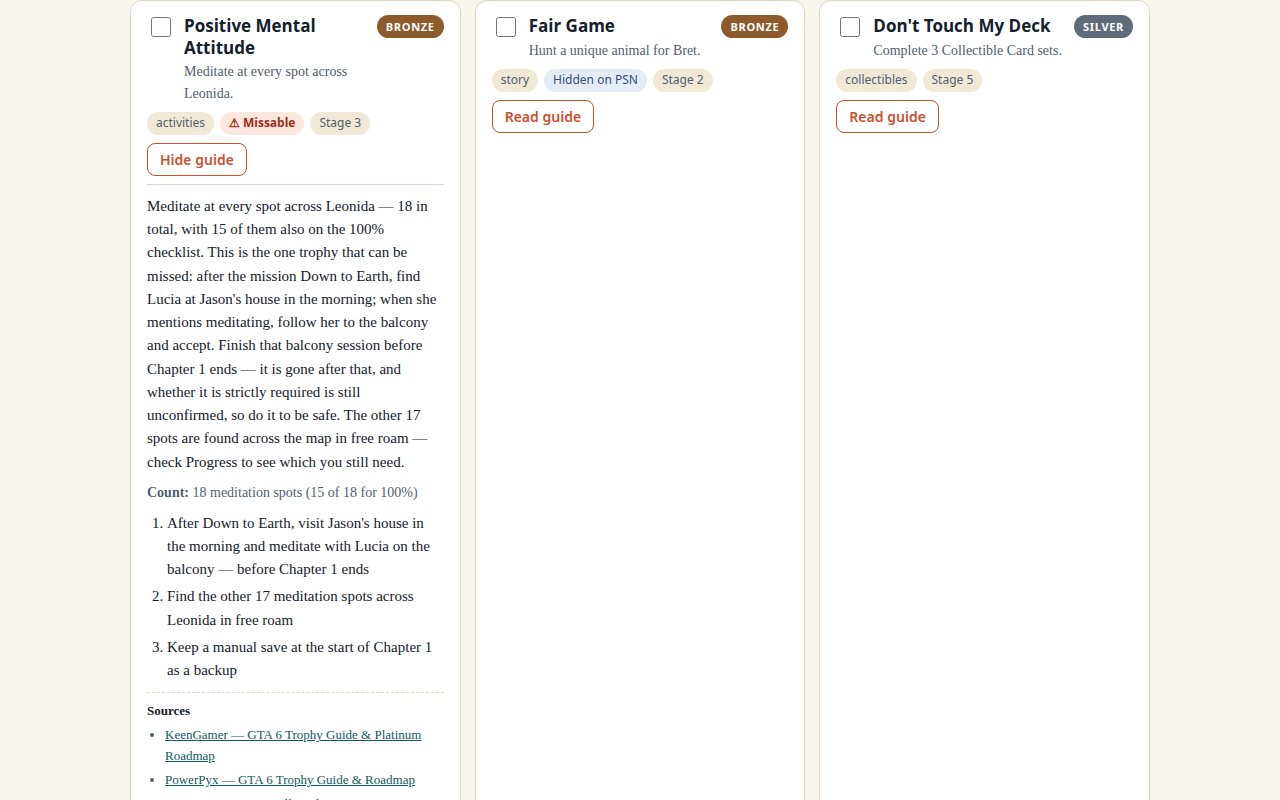 Positive Mental
Attitude
BRONZE
Meditate at every spot across
Leonida.
activities
⚠ Missable
Stage 3
Hide guide
Meditate at every spot across Leonida — 18 in
total, with 15 of them also on the 100%
checklist. This is the one trophy that can be
missed: after the mission Down to Earth, find
Lucia at Jason's house in the morning; when she
mentions meditating, follow her to the balcony
and accept. Finish that balcony session before
Chapter 1 ends — it is gone after that, and
whether it is strictly required is still
unconfirmed, so do it to be safe. The other 17
spots are found across the map in free roam —
check Progress to see which you still need.
Count: 18 meditation spots (15 of 18 for 100%)
1. After Down to Earth, visit Jason's house in
the morning and meditate with Lucia on the
balcony — before Chapter 1 ends
2. Find the other 17 meditation spots across
Leonida in free roam
3. Keep a manual save at the start of Chapter 1
as a backup
Sources
• KeenGamer — GTA 6 Trophy Guide & Platinum
Roadmap
• PowerPyx — GTA 6 Trophy Guide & Roadmap
Fair Game
BRONZE
Hunt a unique animal for Bret.
story
Hidden on PSN
Stage 2
Read guide
Don't Touch My Deck
SILVER
Complete 3 Collectible Card sets.
collectibles
Stage 5
Read guide